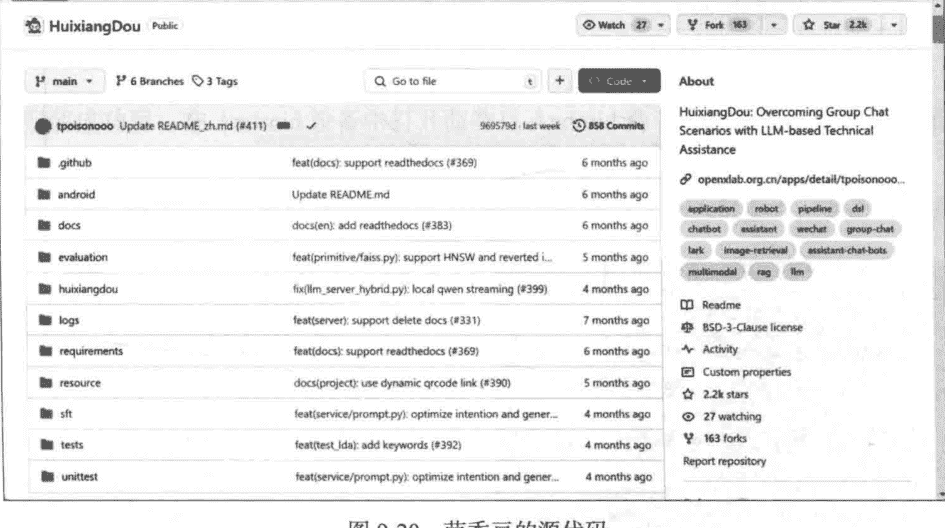 HuixiangDou Public
Watch 27 Fork 163 Star 2.2k
main 6 Branches 3 Tags Go to file t + Code
tpoisonooo Update README_zh.md (#411) 969579d · last week 858 Commits
.github feat(docs): support readthedocs (#369) 6 months ago
android Update README.md 6 months ago
docs docs(en): add readthedocs (#383) 6 months ago
evaluation feat(primitive/faiss.py): support HNSW and reverted i... 5 months ago
huixiangdou fix(llm_server_hybrid.py): local qwen streaming (#399) 4 months ago
logs feat(server): support delete docs (#331) 7 months ago
requirements feat(docs): support readthedocs (#369) 6 months ago
resource docs(project): use dynamic qrcode link (#390) 5 months ago
sft feat(service/prompt.py): optimize intention and gener... 4 months ago
tests feat(test_lda): add keywords (#392) 4 months ago
unittest feat(service/prompt.py): optimize intention and gener... 4 months ago
About
HuixiangDou: Overcoming Group Chat
Scenarios with LLM-based Technical
Assistance
openxlab.org.cn/apps/detail/tpoisonooo...
application robot pipeline dsl
chatbot assistant wechat group-chat
lark image-retrieval assistant-chat-bots
multimodal rag llm
Readme
BSD-3-Clause license
Activity
Custom properties
2.2k stars
27 watching
163 forks
Report repository